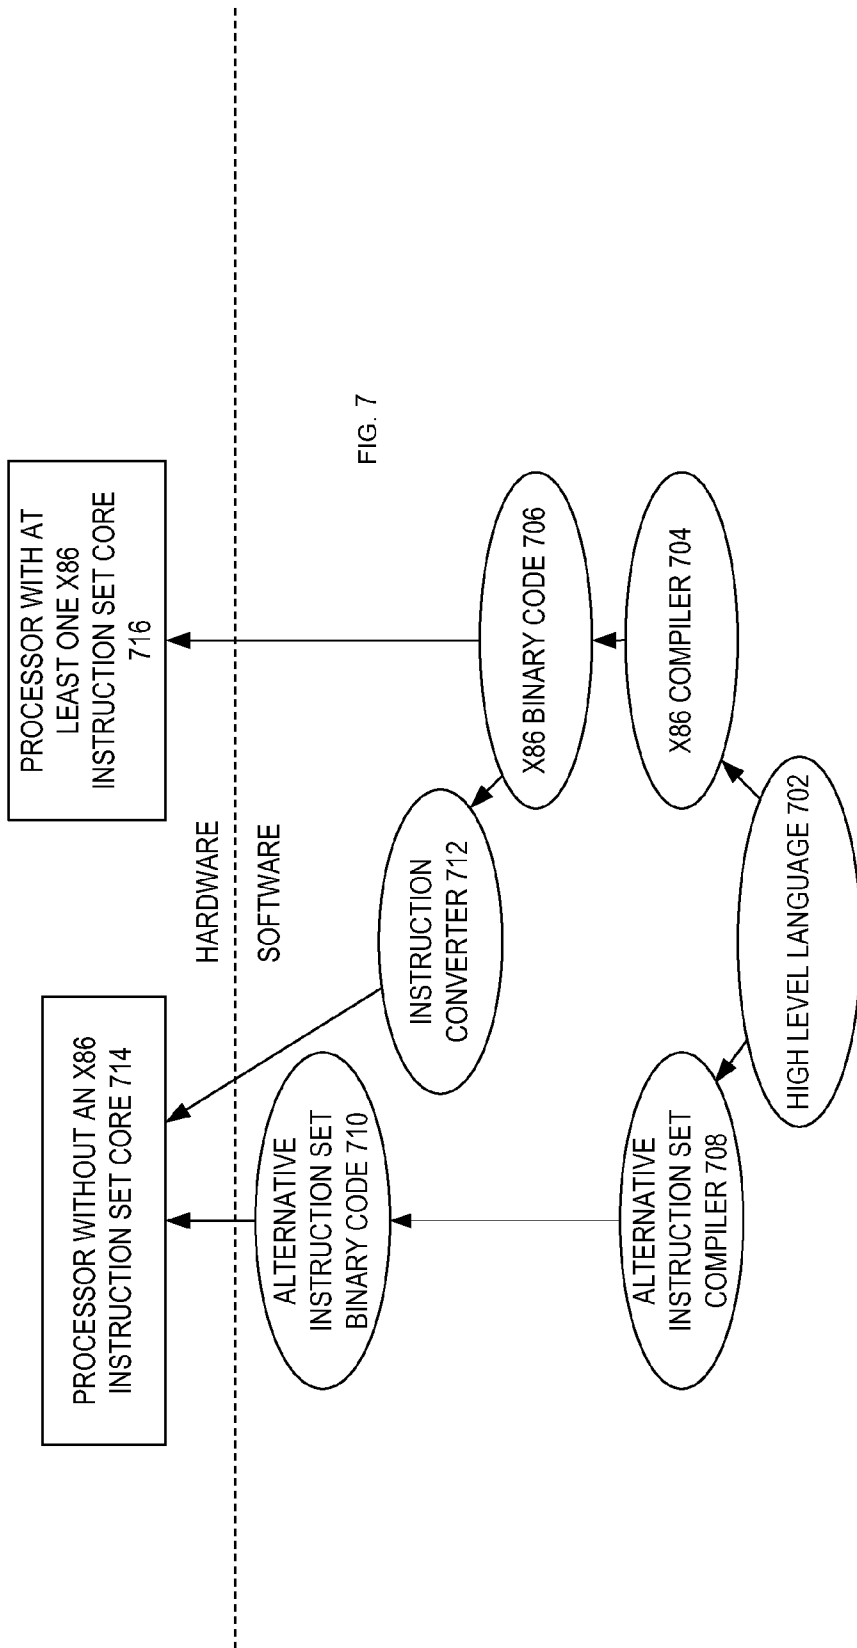 PROCESSOR WITHOUT AN X86
INSTRUCTION SET CORE 714
PROCESSOR WITH AT
LEAST ONE X86
INSTRUCTION SET CORE
716
HARDWARE
SOFTWARE
ALTERNATIVE
INSTRUCTION SET
BINARY CODE 710
INSTRUCTION
CONVERTER 712
FIG. 7
X86 BINARY CODE 706
ALTERNATIVE
INSTRUCTION SET
COMPILER 708
X86 COMPILER 704
HIGH LEVEL LANGUAGE 702